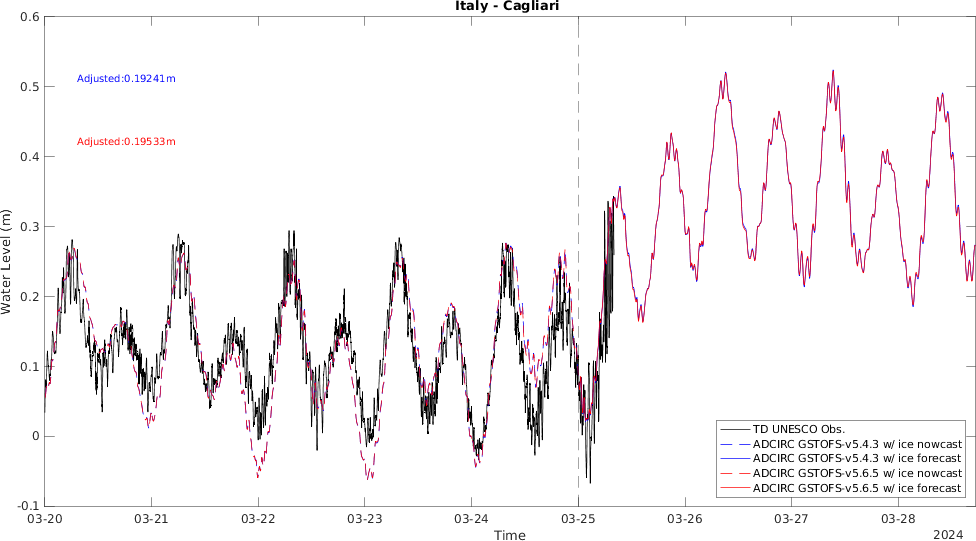 Italy - Cagliari
0.6
0.5
0.4
0.3
0.2
0.1
0
-0.1
Water Level (m)
Adjusted:0.19241m
Adjusted:0.19533m
TD UNESCO Obs.
ADCIRC GSTOFS-v5.4.3 w/ ice nowcast
ADCIRC GSTOFS-v5.4.3 w/ ice forecast
ADCIRC GSTOFS-v5.6.5 w/ ice nowcast
ADCIRC GSTOFS-v5.6.5 w/ ice forecast
03-20 03-21 03-22 03-23 03-24 03-25 03-26 03-27 03-28
Time
2024